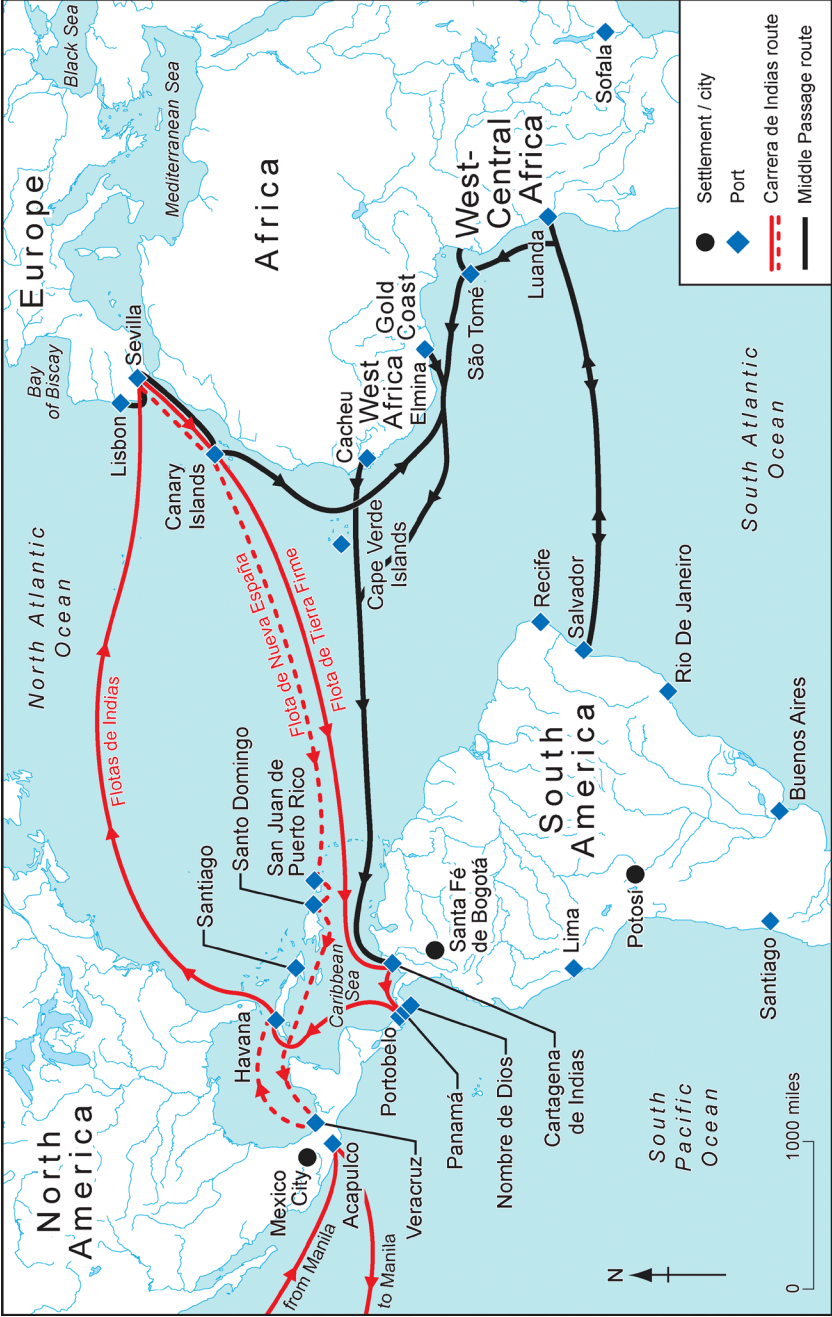 North
America
Europe
Black Sea
Mediterranean Sea
Bay
of Biscay
North Atlantic
Ocean
Lisbon
Sevilla
Canary
Islands
Africa
Flotas de Indias
Flota de Nueva España
Flota de Tierra Firme
Santiago
Santo Domingo
San Juan de
Puerto Rico
Havana
Mexico
City
Acapulco
Veracruz
from Manila
to Manila
Caribbean
Sea
Portobelo
Panamá
Nombre de Dios
Cartagena
de Indias
Santa Fé
de Bogotá
Cape Verde
Islands
Cacheu
West
Africa
Elmina
Gold
Coast
São Tomé
West-
Central
Africa
Luanda
Sofala
South
America
Recife
Salvador
Rio De Janeiro
Lima
Potosí
Santiago
Buenos Aires
South
Pacific
Ocean
South Atlantic
Ocean
N
0
1000 miles
Settlement / city
Port
Carrera de Indias route
Middle Passage route